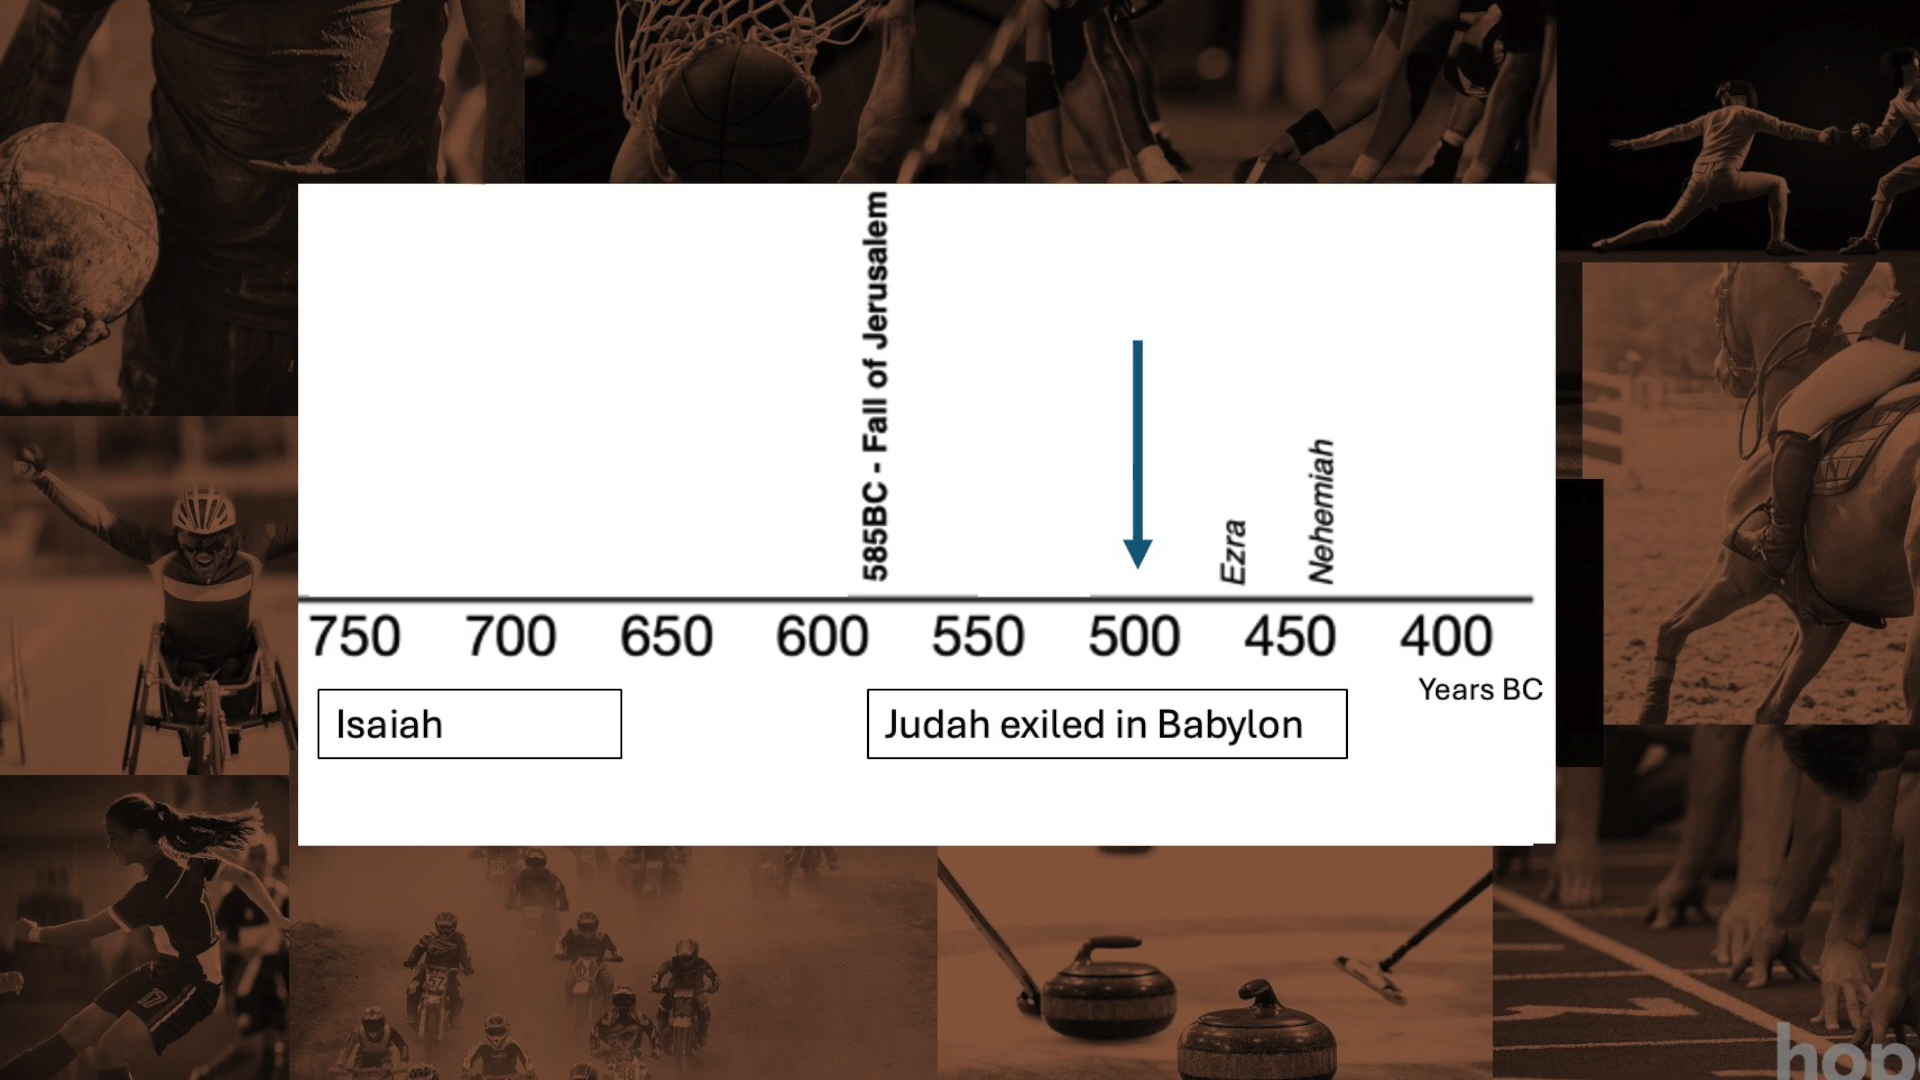 585BC - Fall of Jerusalem
Ezra
Nehemiah
750 700 650 600 550 500 450 400
Years BC
Isaiah
Judah exiled in Babylon
hop